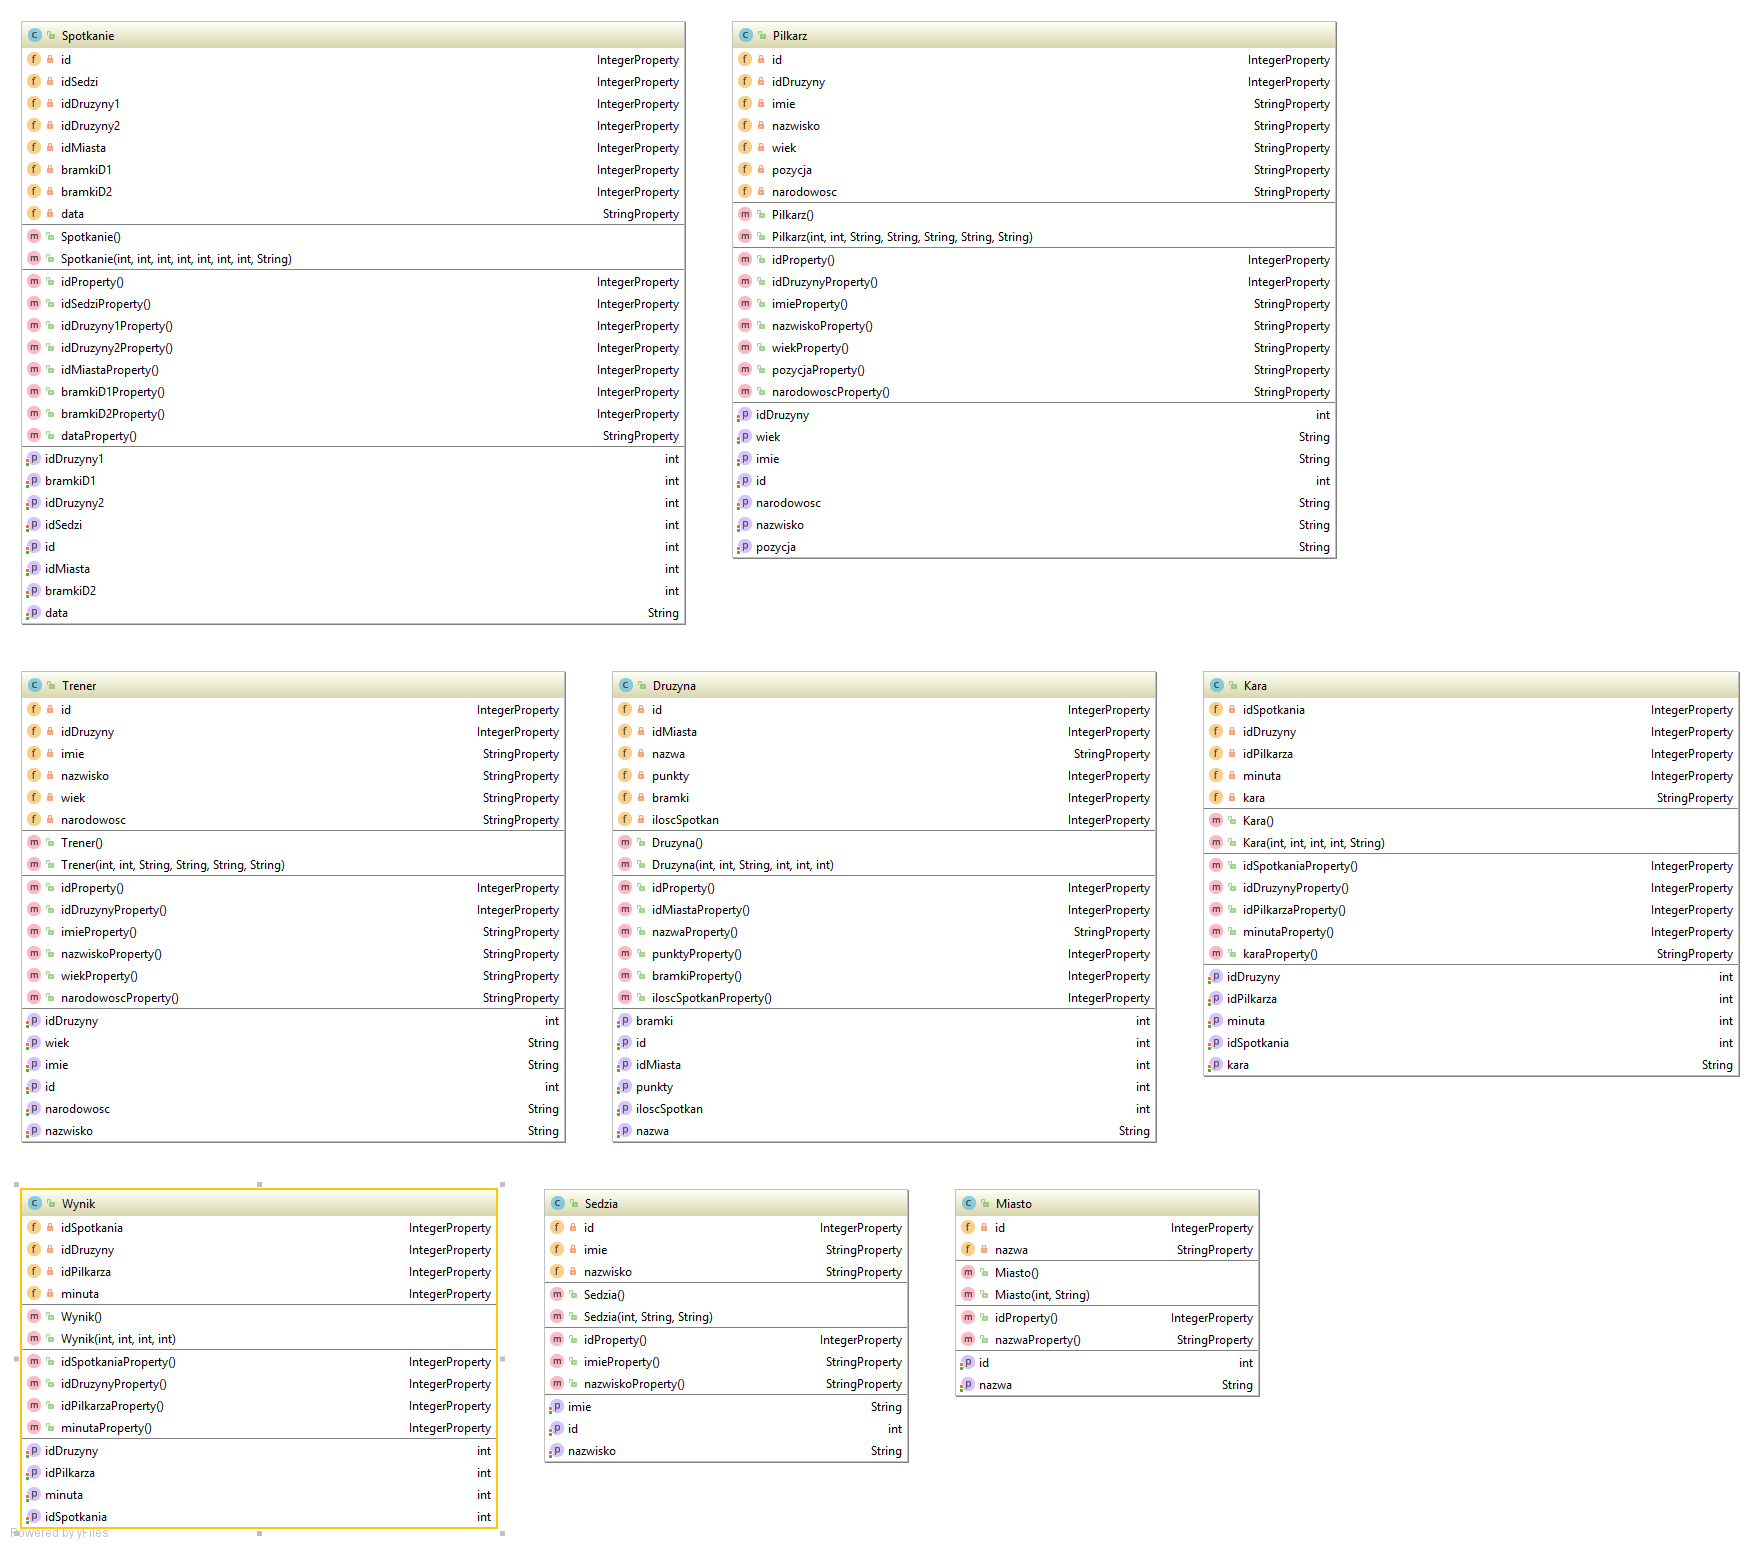 Spotkanie
id IntegerProperty
idSedzi IntegerProperty
idDruzyny1 IntegerProperty
idDruzyny2 IntegerProperty
idMiasta IntegerProperty
bramkiD1 IntegerProperty
bramkiD2 IntegerProperty
data StringProperty
Spotkanie()
Spotkanie(int, int, int, int, int, int, int, String)
idProperty() IntegerProperty
idSedziProperty() IntegerProperty
idDruzyny1Property() IntegerProperty
idDruzyny2Property() IntegerProperty
idMiastaProperty() IntegerProperty
bramkiD1Property() IntegerProperty
bramkiD2Property() IntegerProperty
dataProperty() StringProperty
idDruzyny1 int
bramkiD1 int
idDruzyny2 int
idSedzi int
id int
idMiasta int
bramkiD2 int
data String
Pilkarz
id IntegerProperty
idDruzyny IntegerProperty
imie StringProperty
nazwisko StringProperty
wiek StringProperty
pozycja StringProperty
narodowosc StringProperty
Pilkarz()
Pilkarz(int, int, String, String, String, String, String)
idProperty() IntegerProperty
idDruzynyProperty() IntegerProperty
imieProperty() StringProperty
nazwiskoProperty() StringProperty
wiekProperty() StringProperty
pozycjaProperty() StringProperty
narodowoscProperty() StringProperty
idDruzyny int
wiek String
imie String
id int
narodowosc String
nazwisko String
pozycja String
Trener
id IntegerProperty
idDruzyny IntegerProperty
imie StringProperty
nazwisko StringProperty
wiek StringProperty
narodowosc StringProperty
Trener()
Trener(int, int, String, String, String, String)
idProperty() IntegerProperty
idDruzynyProperty() IntegerProperty
imieProperty() StringProperty
nazwiskoProperty() StringProperty
wiekProperty() StringProperty
narodowoscProperty() StringProperty
idDruzyny int
wiek String
imie String
id int
narodowosc String
nazwisko String
Druzyna
id IntegerProperty
idMiasta IntegerProperty
nazwa StringProperty
punkty IntegerProperty
bramki IntegerProperty
iloscSpotkan IntegerProperty
Druzyna()
Druzyna(int, int, String, int, int, int)
idProperty() IntegerProperty
idMiastaProperty() IntegerProperty
nazwaProperty() StringProperty
punktyProperty() IntegerProperty
bramkiProperty() IntegerProperty
iloscSpotkanProperty() IntegerProperty
bramki int
id int
idMiasta int
punkty int
iloscSpotkan int
nazwa String
Kara
idSpotkania IntegerProperty
idDruzyny IntegerProperty
idPilkarza IntegerProperty
minuta IntegerProperty
kara StringProperty
Kara()
Kara(int, int, int, int, String)
idSpotkaniaProperty() IntegerProperty
idDruzynyProperty() IntegerProperty
idPilkarzaProperty() IntegerProperty
minutaProperty() IntegerProperty
karaProperty() StringProperty
idDruzyny int
idPilkarza int
minuta int
idSpotkania int
kara String
Wynik
idSpotkania IntegerProperty
idDruzyny IntegerProperty
idPilkarza IntegerProperty
minuta IntegerProperty
Wynik()
Wynik(int, int, int, int)
idSpotkaniaProperty() IntegerProperty
idDruzynyProperty() IntegerProperty
idPilkarzaProperty() IntegerProperty
minutaProperty() IntegerProperty
idDruzyny int
idPilkarza int
minuta int
idSpotkania int
Powered by yFiles
Sedzia
id IntegerProperty
imie StringProperty
nazwisko StringProperty
Sedzia()
Sedzia(int, String, String)
idProperty() IntegerProperty
imieProperty() StringProperty
nazwiskoProperty() StringProperty
imie String
id int
nazwisko String
Miasto
id IntegerProperty
nazwa StringProperty
Miasto()
Miasto(int, String)
idProperty() IntegerProperty
nazwaProperty() StringProperty
id int
nazwa String